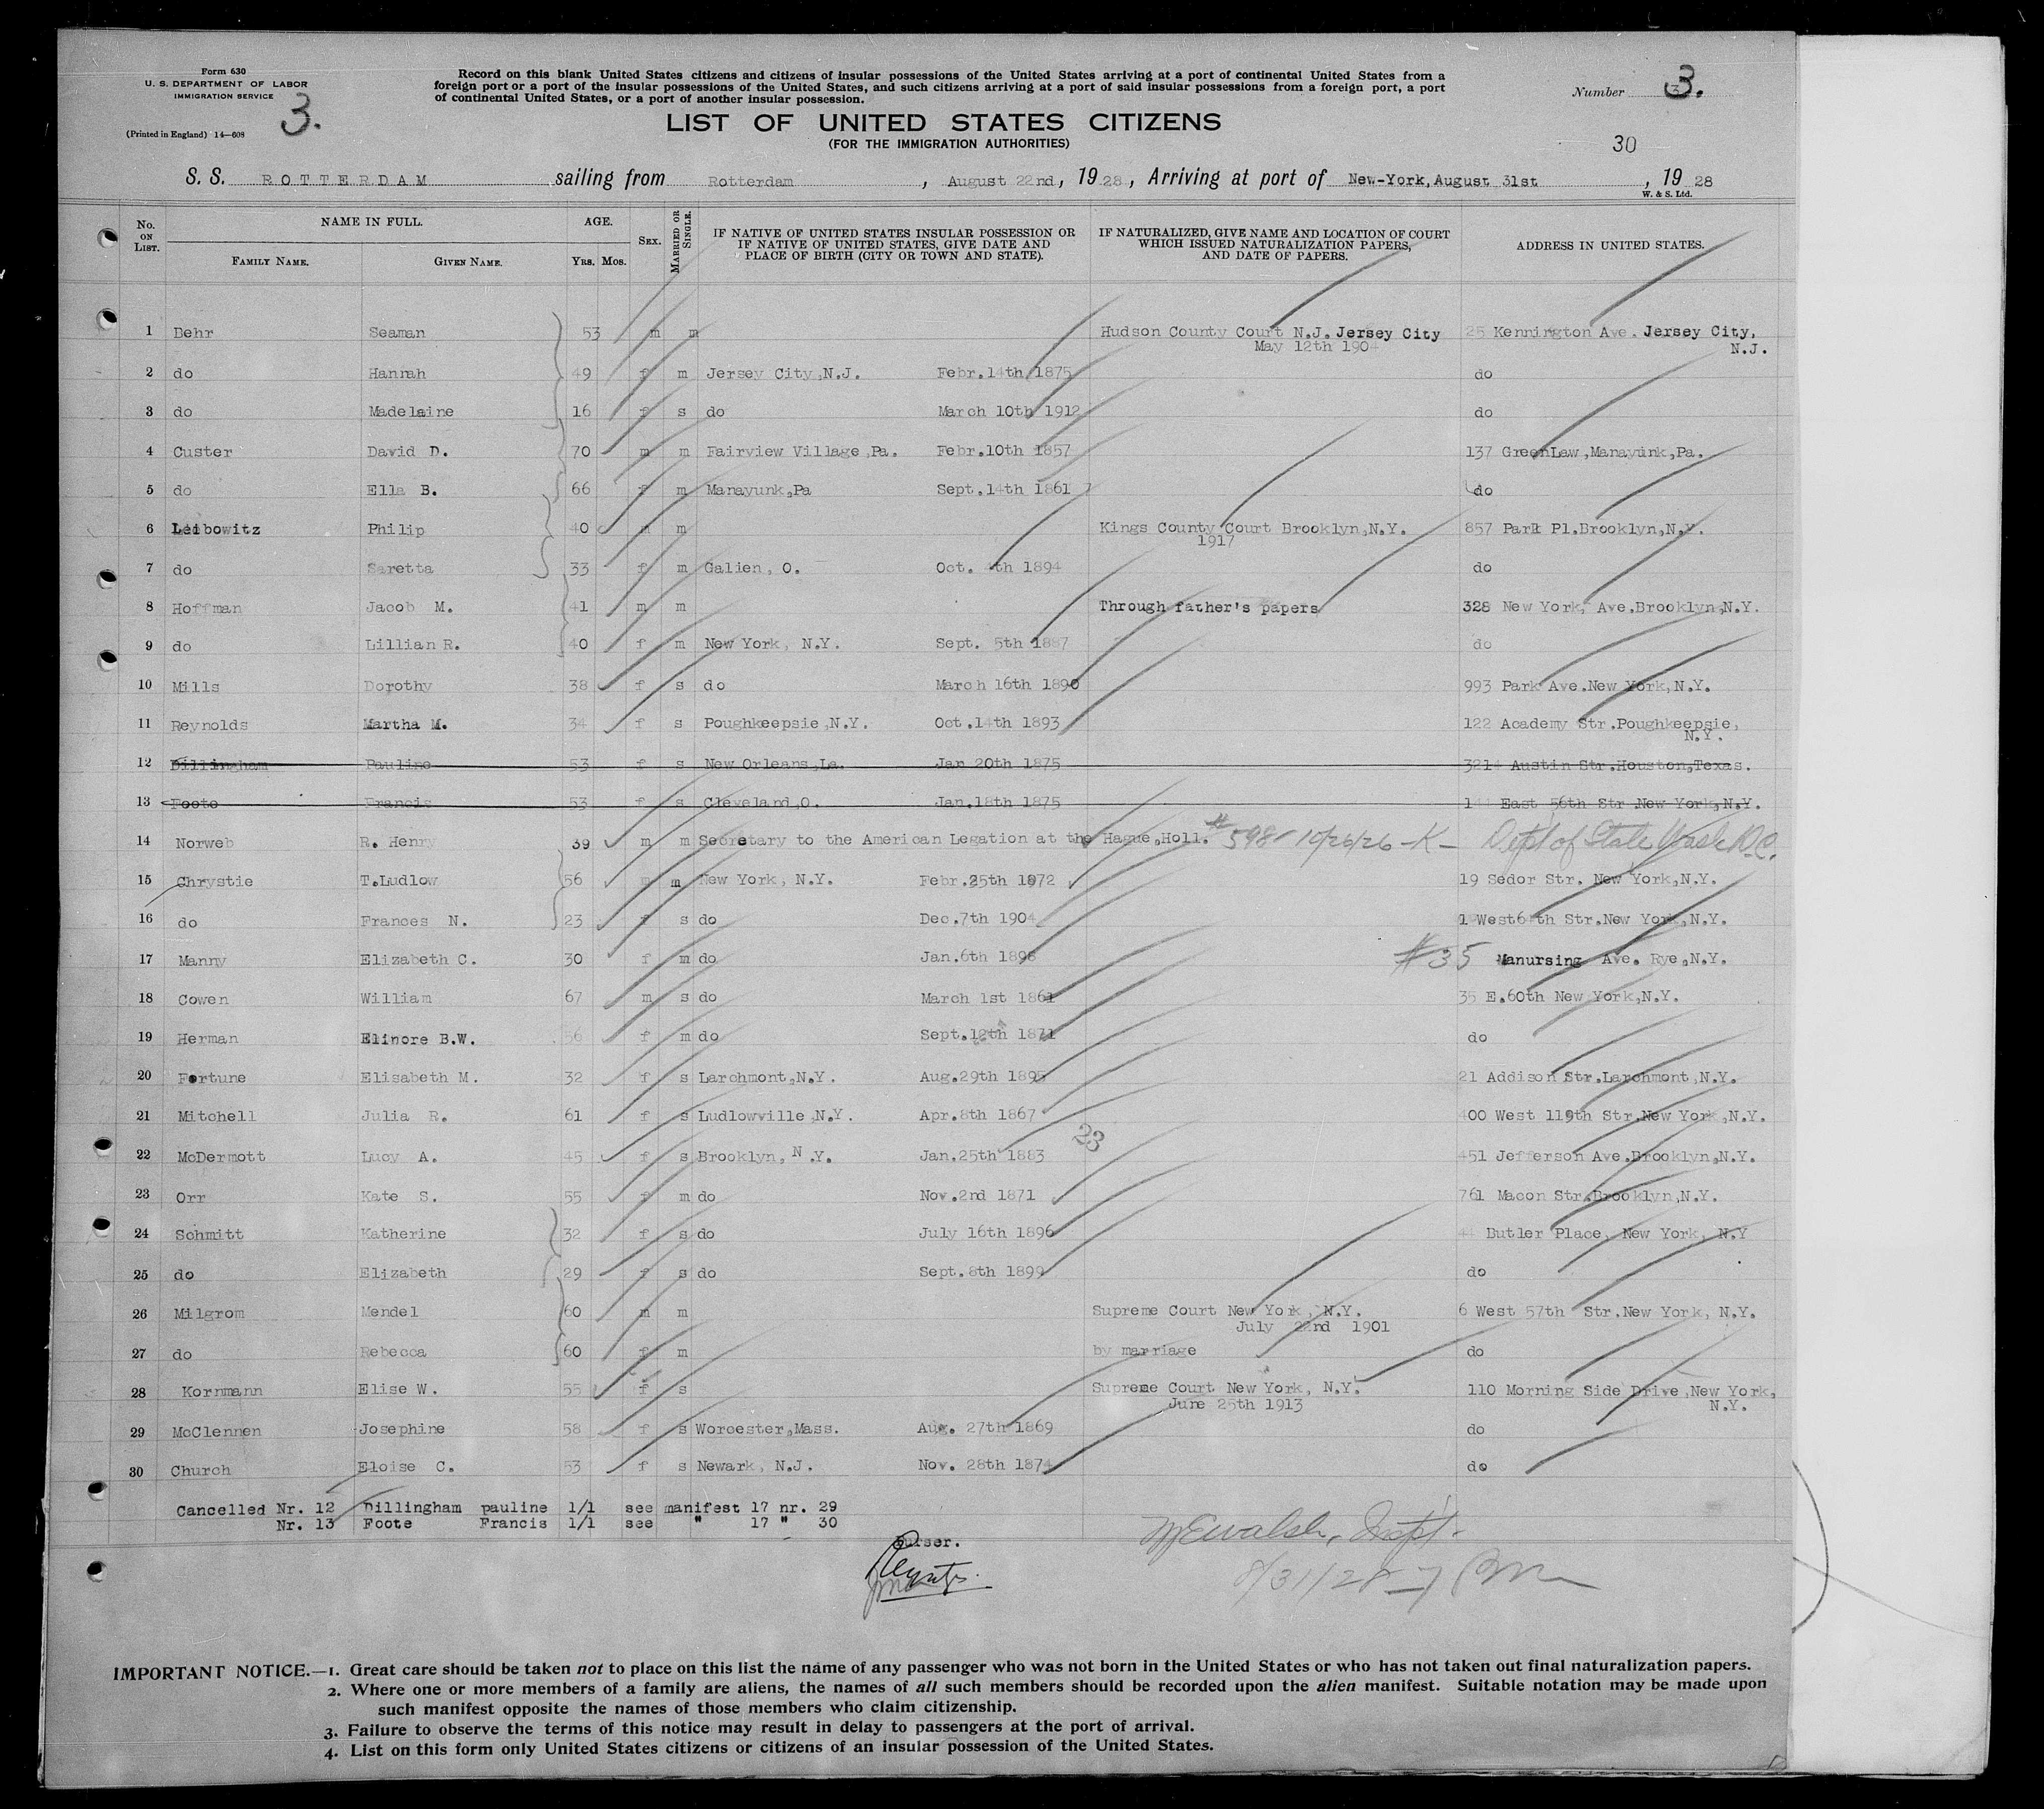 Form 630
U. S. DEPARTMENT OF LABOR
IMMIGRATION SERVICE
(Printed in England) 14—608
3.
Record on this blank United States citizens and citizens of insular possessions of the United States arriving at a port of continental United States from a
foreign port or a port of the insular possessions of the United States, and such citizens arriving at a port of said insular possessions from a foreign port, a port
of continental United States, or a port of another insular possession.
Number 3.
LIST OF UNITED STATES CITIZENS
(FOR THE IMMIGRATION AUTHORITIES)
30
S. S. ROTTERDAM sailing from Rotterdam, August 22nd, 1928, Arriving at port of New-York, August 31st, 1928
W. & S. Ltd.
No. ON LIST. NAME IN FULL. FAMILY NAME. GIVEN NAME. AGE. YRS. MOS. SEX. MARRIED OR SINGLE. IF NATIVE OF UNITED STATES INSULAR POSSESSION OR IF NATIVE OF UNITED STATES, GIVE DATE AND PLACE OF BIRTH (CITY OR TOWN AND STATE). IF NATURALIZED, GIVE NAME AND LOCATION OF COURT WHICH ISSUED NATURALIZATION PAPERS, AND DATE OF PAPERS. ADDRESS IN UNITED STATES.
1 Behr Seaman 53 m m Hudson County Court N.J. Jersey City 25 Kennington Ave. Jersey City,
May 12th 1904 N.J.
2 do Hannah 49 f m Jersey City, N.J. Febr. 14th 1875 do
3 do Madelaine 16 f s do March 10th 1912 do
4 Custer David D. 70 m m Fairview Village, Pa. Febr. 10th 1857 137 GreenLaw, Manayunk, Pa.
5 do Ella B. 66 f m Manayunk, Pa Sept. 14th 1861 do
6 Leibowitz Philip 40 m m Kings County Court Brooklyn, N.Y. 857 Park Pl. Brooklyn, N.Y.
1917
7 do Saretta 33 f m Galien, O. Oct. 4th 1894 do
8 Hoffman Jacob M. 41 m m Through father's papers 328 New York, Ave. Brooklyn, N.Y.
9 do Lillian R. 40 f m New York, N.Y. Sept. 5th 1887 do
10 Mills Dorothy 38 f s do March 16th 1890 993 Park Ave. New York, N.Y.
11 Reynolds Martha M. 34 f s Poughkeepsie, N.Y. Oct. 14th 1893 122 Academy Str. Poughkeepsie,
N.Y.
12 Dillingham Pauline 53 f s New Orleans, La. Jan 20th 1875 3214 Austin Str. Houston, Texas.
13 Foote Francis 53 f s Cleveland, O. Jan. 18th 1875 East 56th Str. New York, N.Y.
14 Norweb R. Henry 39 m m Secretary to the American Legation at the Hague, Holl. # 598 - 10/26/26 - K - Dept of State Wash D.C.
15 Chrystie T. Ludlow 56 m m New York, N.Y. Febr. 25th 1872 19 Sedor Str. New York, N.Y.
16 do Frances N. 23 f s do Dec. 7th 1904 1 West 64th Str. New York, N.Y.
17 Manny Elizabeth C. 30 f m do Jan. 6th 1898 #35 Manursing Ave. Rye, N.Y.
18 Cowen William 67 m s do March 1st 1861 35 E. 60th New York, N.Y.
19 Herman Elinore B.W. 56 f m do Sept. 12th 1871 do
20 Fortune Elisabeth M. 32 f s Larchmont, N.Y. Aug. 29th 1895 21 Addison Str. Larchmont, N.Y.
21 Mitchell Julia R. 61 f s Ludlowville, N.Y. Apr. 8th 1867 400 West 119th Str. New York, N.Y.
23
22 McDermott Lucy A. 45 f s Brooklyn, N.Y. Jan. 25th 1883 451 Jefferson Ave. Brooklyn, N.Y.
23 Orr Kate S. 55 f m do Nov. 2nd 1871 761 Macon Str. Brooklyn, N.Y.
24 Schmitt Katherine 32 f s do July 16th 1896 44 Butler Place, New York, N.Y
25 do Elizabeth 29 f s do Sept. 8th 1899 do
26 Milgrom Mendel 60 m m Supreme Court New York, N.Y. 6 West 57th Str. New York, N.Y.
July 22nd 1901
27 do Rebecca 60 f m by marriage do
28 Kornmann Elise W. 55 f s Supreme Court New York, N.Y. 110 Morning Side Drive, New York,
June 25th 1913 N.Y.
29 McClennen Josephine 58 f s Worcester, Mass. Aug. 27th 1869 do
30 Church Eloise C. 53 f s Newark, N.J. Nov. 28th 1874 do
Cancelled Nr. 12 Dillingham pauline 1/1 see manifest 17 nr. 29
Nr. 13 Foote Francis 1/1 see " 17 " 30
Purser.
8/31/28
IMPORTANT NOTICE.—1. Great care should be taken not to place on this list the name of any passenger who was not born in the United States or who has not taken out final naturalization papers.
2. Where one or more members of a family are aliens, the names of all such members should be recorded upon the alien manifest. Suitable notation may be made upon
such manifest opposite the names of those members who claim citizenship.
3. Failure to observe the terms of this notice may result in delay to passengers at the port of arrival.
4. List on this form only United States citizens or citizens of an insular possession of the United States.